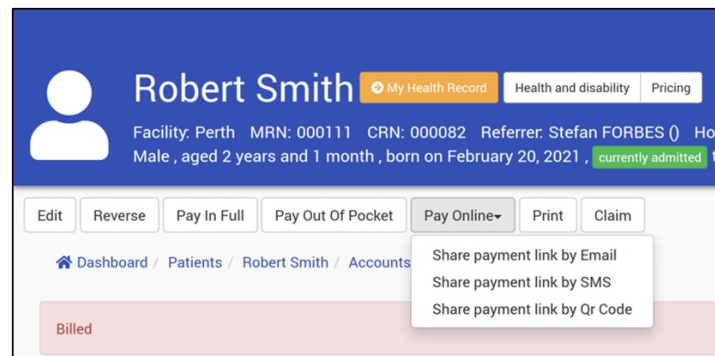 Robert Smith My Health Record Health and disability Pricing
Facility: Perth MRN: 000111 CRN: 000082 Referrer: Stefan FORBES () Ho
Male , aged 2 years and 1 month , born on February 20, 2021 , currently admitted
Edit Reverse Pay In Full Pay Out Of Pocket Pay Online Print Claim
Dashboard / Patients / Robert Smith / Accounts
Share payment link by Email
Share payment link by SMS
Share payment link by Qr Code
Billed